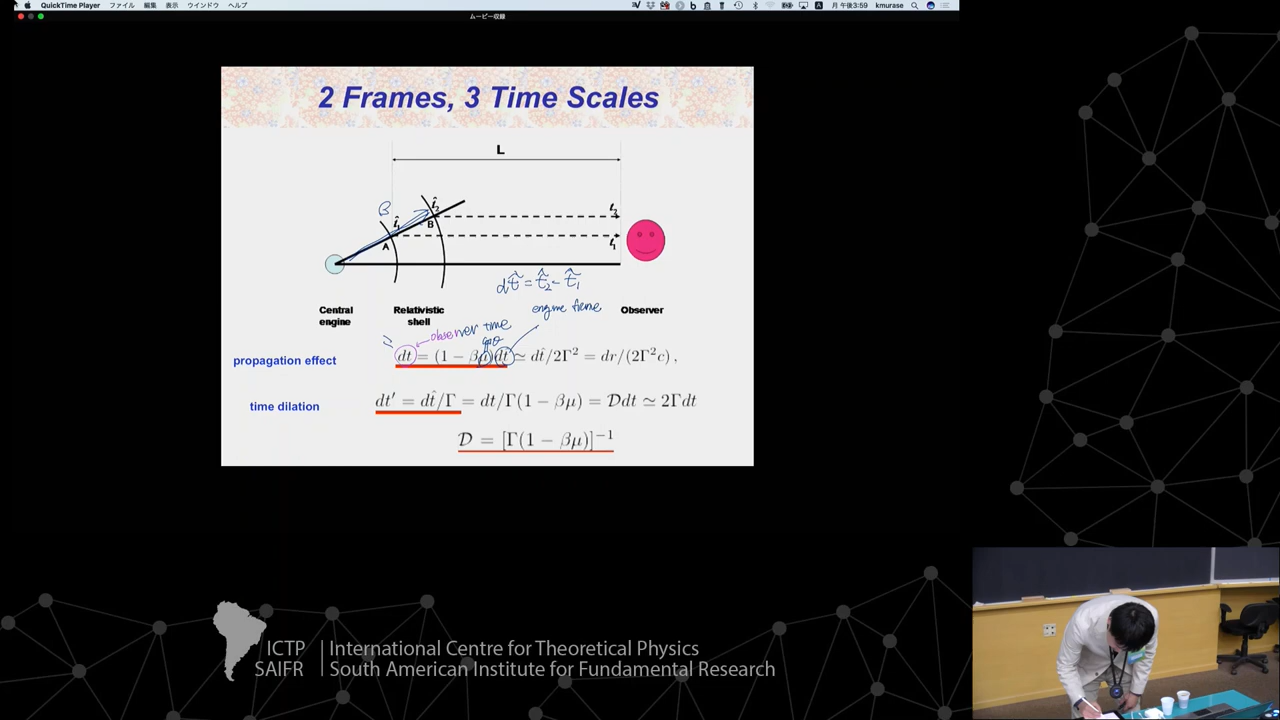 QuickTime Player ファイル 編集 表示 ウインドウ ヘルプ
月 午後3:59 kmurase
ムービー収録
2 Frames, 3 Time Scales
L
β
t̂₂
t̂₁
B
A
t₂
t₁
dt̂ = t̂₂ - t̂₁
Central engine
Relativistic shell
Observer
engine frame
observer time
propagation effect
dt = (1 − βμ)dt̂ ≃ dt̂/2Γ² = dr/(2Γ²c) ,
time dilation
dt′ = dt̂/Γ = dt/Γ(1 − βμ) = 𝒟dt ≃ 2Γdt
𝒟 = [Γ(1 − βμ)]⁻¹
ICTP | International Centre for Theoretical Physics
SAIFR | South American Institute for Fundamental Research